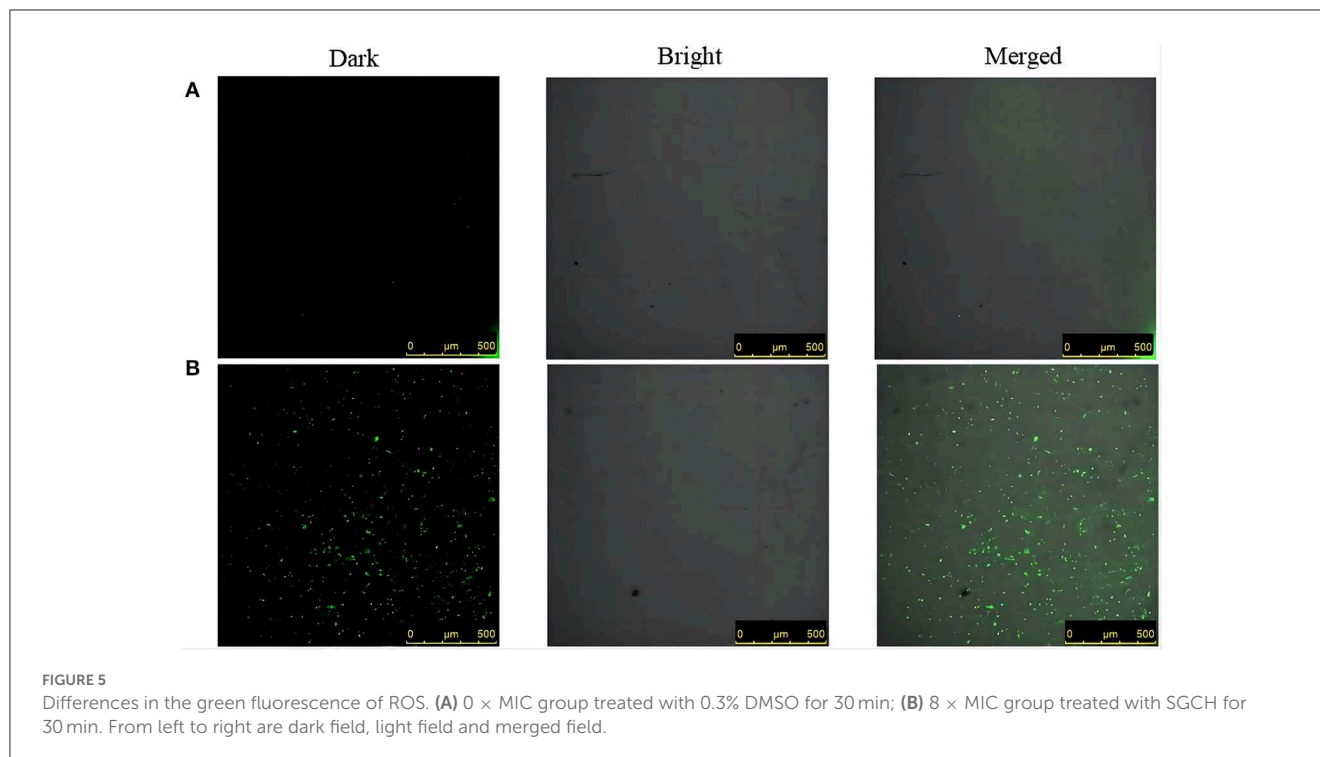 Dark Bright Merged
A
0 µm 500
0 µm 500
0 µm 500
B
0 µm 500
0 µm 500
0 µm 500
FIGURE 5
Differences in the green fluorescence of ROS. (A) 0 × MIC group treated with 0.3% DMSO for 30 min; (B) 8 × MIC group treated with SGCH for
30 min. From left to right are dark field, light field and merged field.